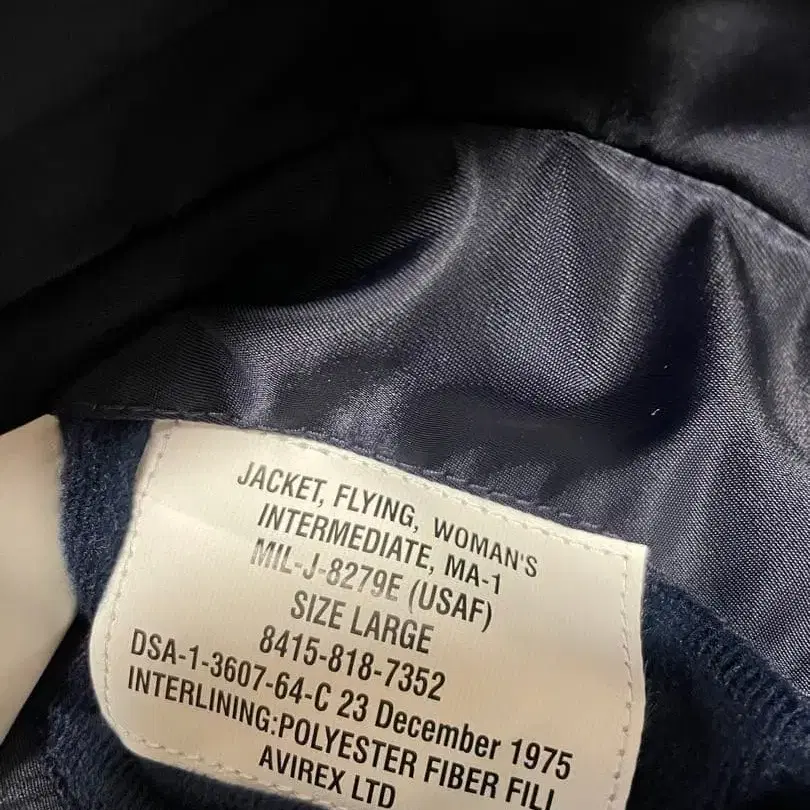 JACKET, FLYING, WOMAN'S
INTERMEDIATE, MA-1
MIL-J-8279E (USAF)
SIZE LARGE
8415-818-7352
DSA-1-3607-64-C 23 December 1975
INTERLINING:POLYESTER FIBER FILL
AVIREX LTD